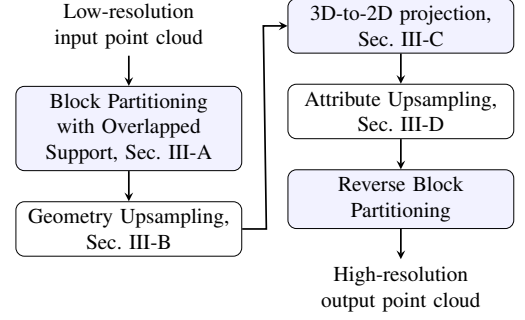 Low-resolution
input point cloud
Block Partitioning
with Overlapped
Support, Sec. III-A
Geometry Upsampling,
Sec. III-B
3D-to-2D projection,
Sec. III-C
Attribute Upsampling,
Sec. III-D
Reverse Block
Partitioning
High-resolution
output point cloud